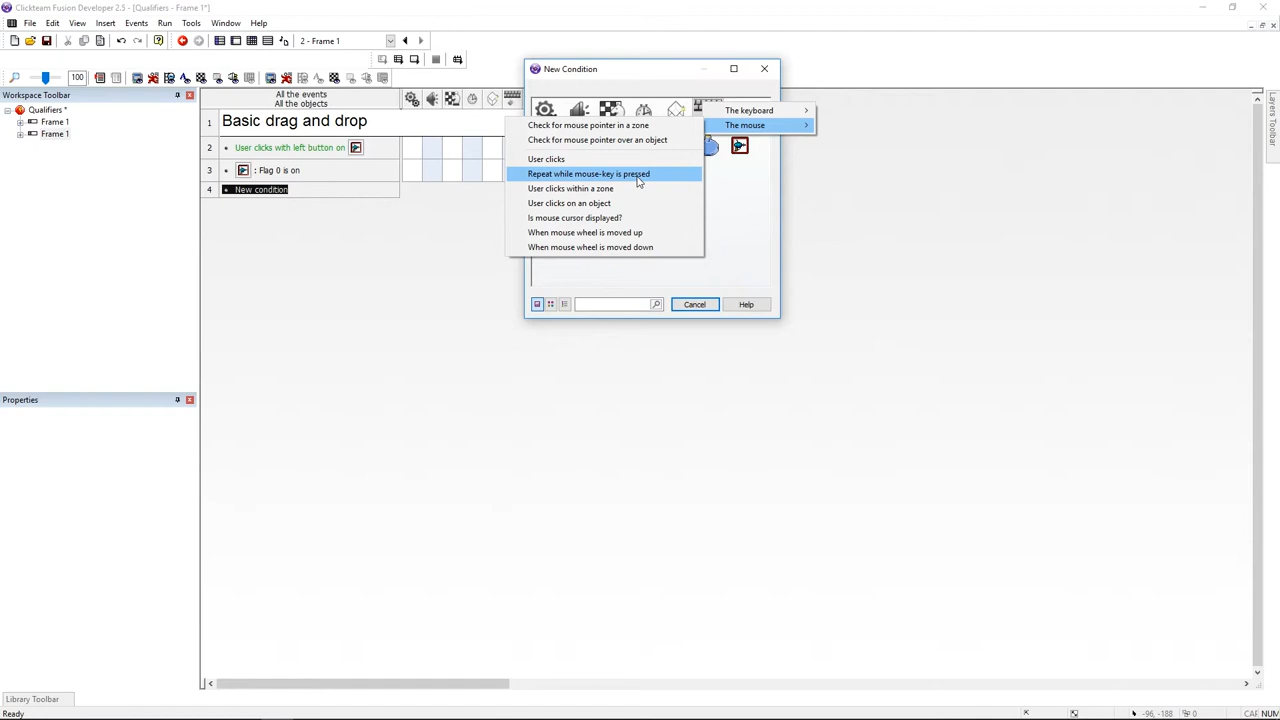 Clickteam Fusion Developer 2.5 - [Qualifiers - Frame 1*]
File Edit View Insert Events Run Tools Window Help
2 - Frame 1
100
Workspace Toolbar
Qualifiers *
Frame 1
Frame 1
Properties
Library Toolbar
Ready
All the events
All the objects
1 Basic drag and drop
2 • User clicks with left button on
3 • : Flag 0 is on
4 • New condition
New Condition
The keyboard
The mouse
Check for mouse pointer in a zone
Check for mouse pointer over an object
User clicks
Repeat while mouse-key is pressed
User clicks within a zone
User clicks on an object
Is mouse cursor displayed?
When mouse wheel is moved up
When mouse wheel is moved down
Cancel Help
Layers Toolbar
-96, -188 0 CAP NUM